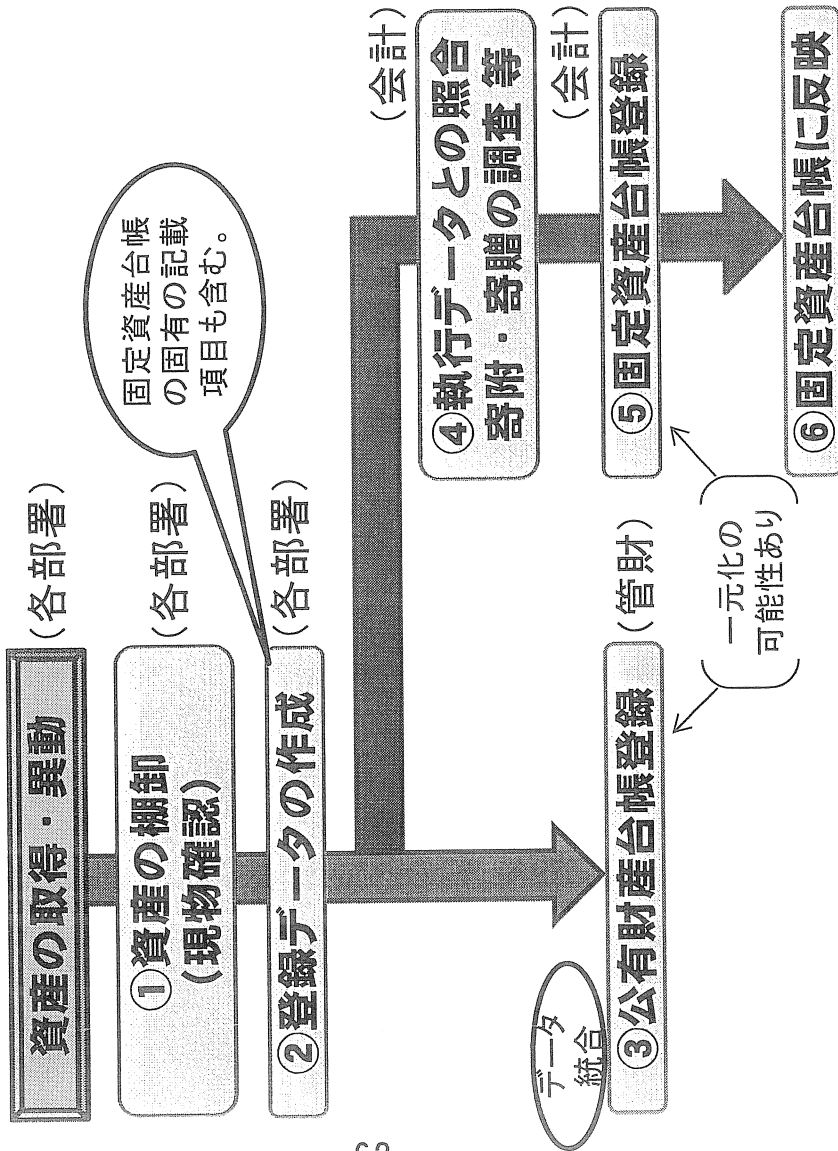 資産の取得・異動
(各部署)
①資産の棚卸
(現物確認)
(各部署)
②登録データの作成
(各部署)
固定資産台帳
の固有の記載
項目も含む。
データ
統合
③公有財産台帳登録
(管財)
④執行データとの照合
寄附・寄贈の調査 等
(会計)
⑤固定資産台帳登録
(会計)
一元化の
可能性あり
⑥固定資産台帳に反映